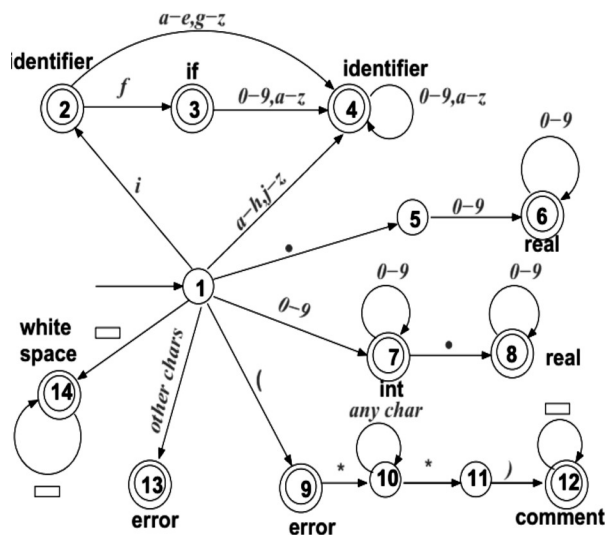 a-e,g-z
identifier
if
identifier
2
f
3
0-9,a-z
4
0-9,a-z
0-9
i
a-h,j-z
•
5
0-9
6
real
1
0-9
0-9
0-9
white
space
7
•
8
real
int
14
other chars
(
any char
13
9
*
10
*
11
)
12
error
error
comment